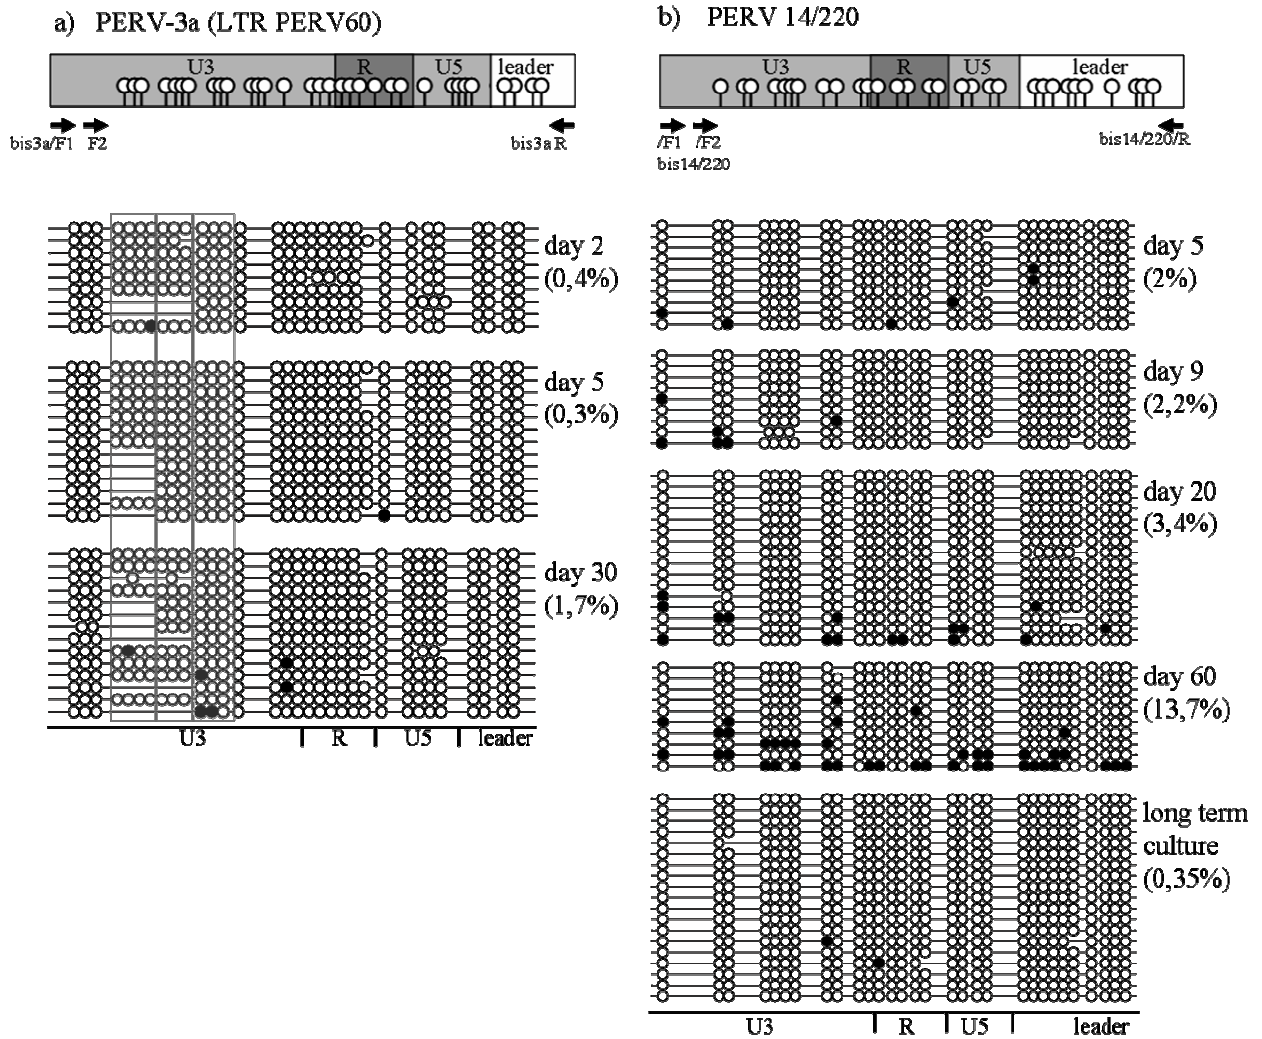 a) PERV-3a (LTR PERV60)
U3 R U5 leader
bis3a/F1 F2 bis3a R
day 2
(0,4%)
day 5
(0,3%)
day 30
(1,7%)
U3 R U5 leader
b) PERV 14/220
U3 R U5 leader
/F1 /F2 bis14/220/R
bis14/220
day 5
(2%)
day 9
(2,2%)
day 20
(3,4%)
day 60
(13,7%)
long term
culture
(0,35%)
U3 R U5 leader